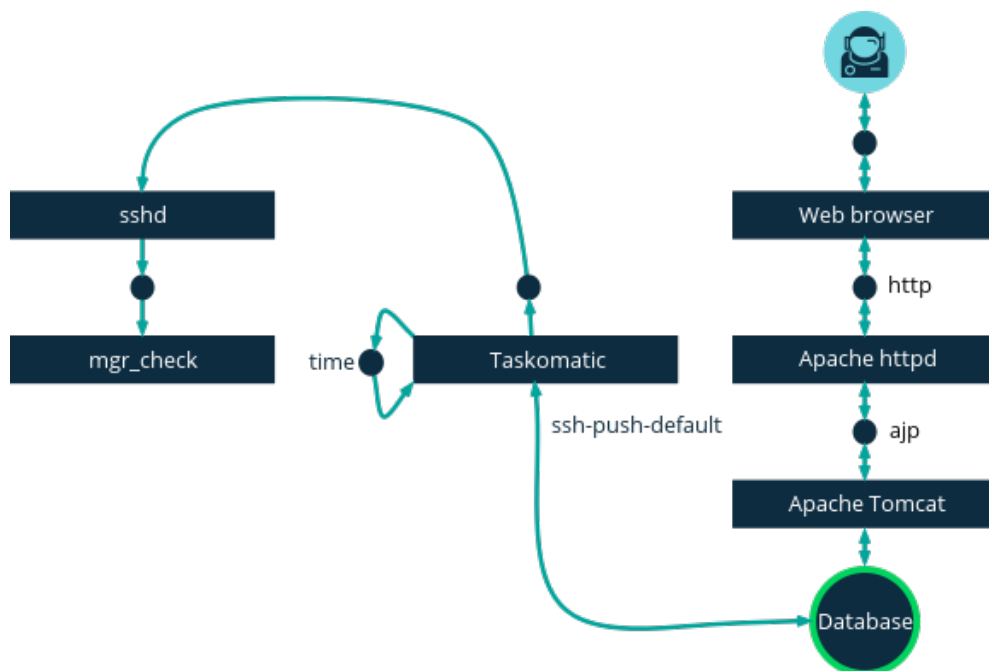 sshd
Web browser
http
mgr_check
time
Taskomatic
Apache httpd
ssh-push-default
ajp
Apache Tomcat
Database